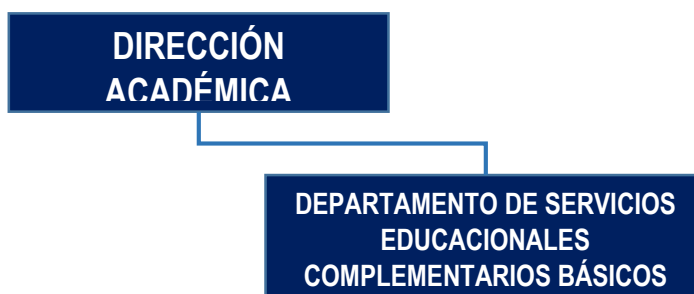 DIRECCIÓN
ACADÉMICA
DEPARTAMENTO DE SERVICIOS
EDUCACIONALES
COMPLEMENTARIOS BÁSICOS